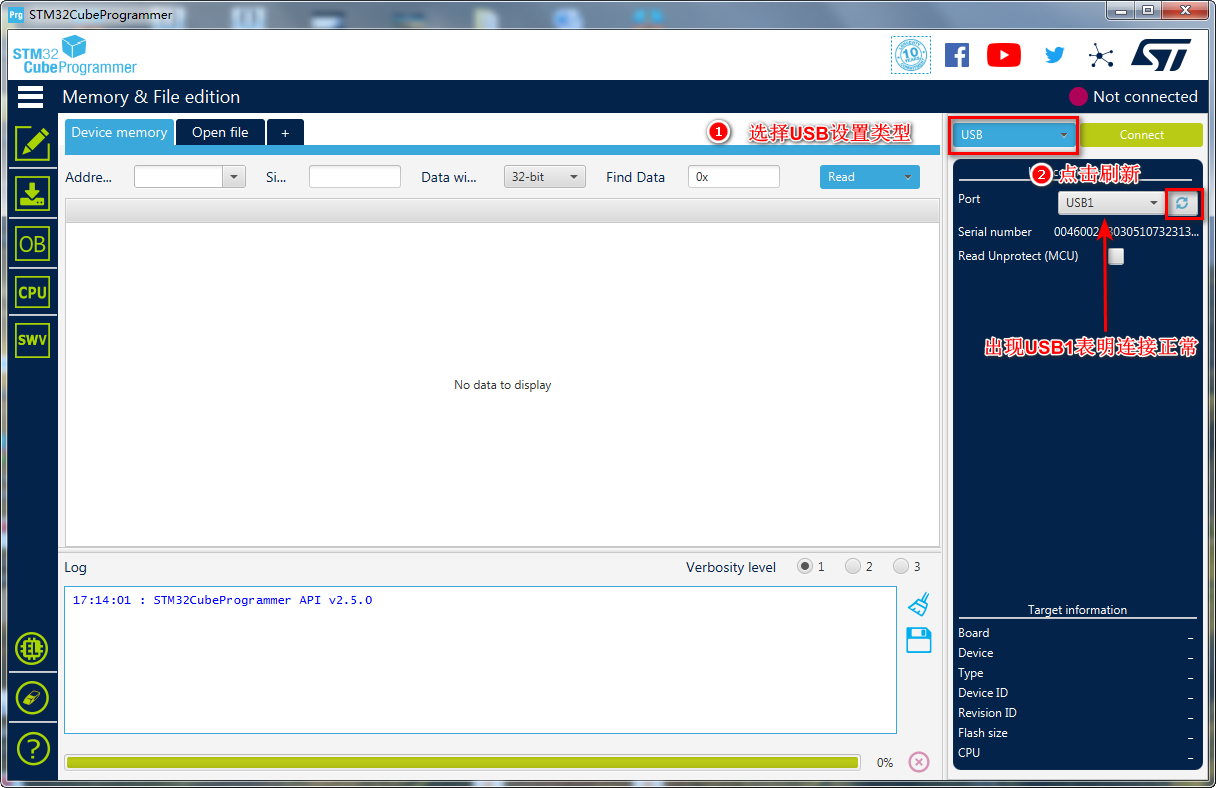 Prg STM32CubeProgrammer
STM32
CubeProgrammer
10
Memory & File edition
Not connected
Device memory
Open file
+
1 选择USB设置类型
USB
Connect
Addre...
Si...
Data wi...
32-bit
Find Data
0x
Read
2 点击刷新
Port
USB1
Serial number
Read Unprotect (MCU)
出现USB1表明连接正常
OB
CPU
SWV
No data to display
Log
Verbosity level
1
2
3
17:14:01 : STM32CubeProgrammer API v2.5.0
EL
?
0%
Target information
Board -
Device -
Type -
Device ID -
Revision ID -
Flash size -
CPU -